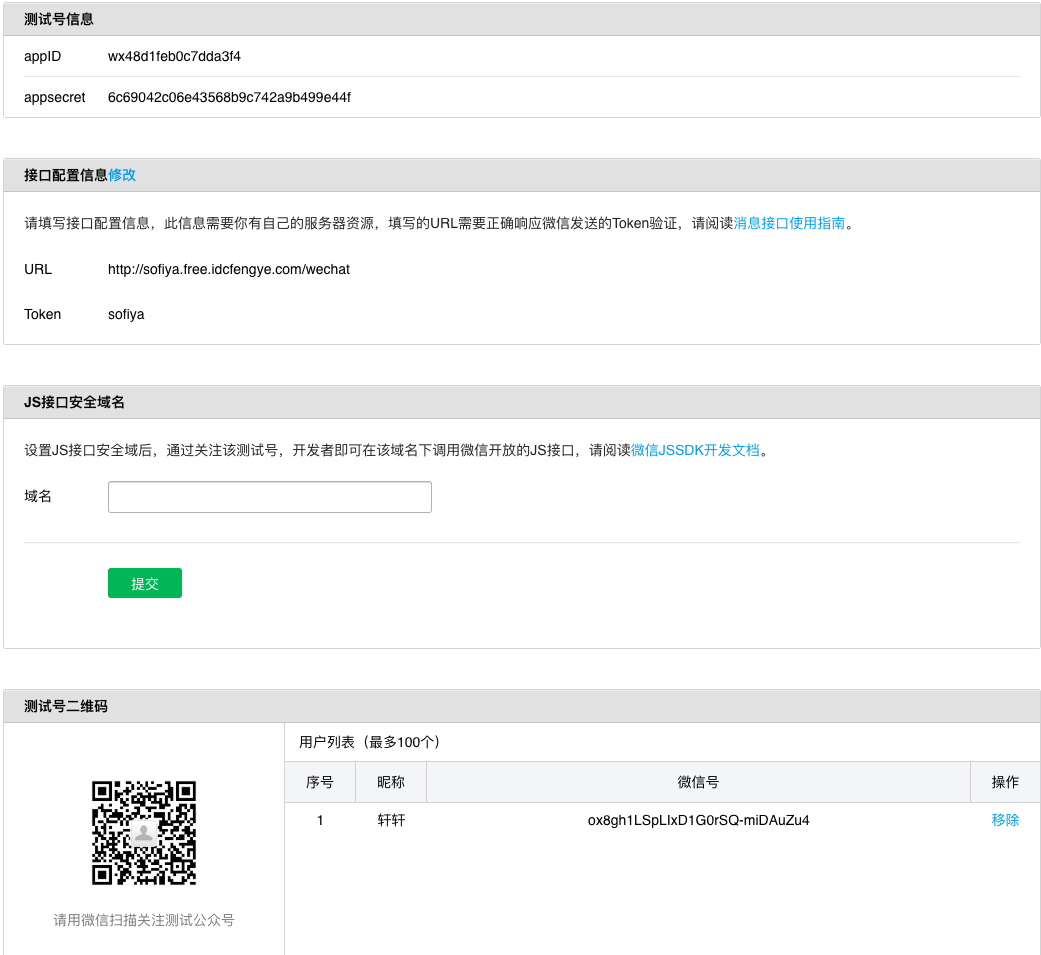 测试号信息
appID wx48d1feb0c7dda3f4
appsecret 6c69042c06e43568b9c742a9b499e44f
接口配置信息修改
请填写接口配置信息，此信息需要你有自己的服务器资源，填写的URL需要正确响应微信发送的Token验证，请阅读消息接口使用指南。
URL http://sofiya.free.idcfengye.com/wechat
Token sofiya
JS接口安全域名
设置JS接口安全域后，通过关注该测试号，开发者即可在该域名下调用微信开放的JS接口，请阅读微信JSSDK开发文档。
域名
提交
测试号二维码
用户列表（最多100个）
序号 昵称 微信号 操作
1 轩轩 ox8gh1LSpLIxD1G0rSQ-miDAuZu4 移除
请用微信扫描关注测试公众号